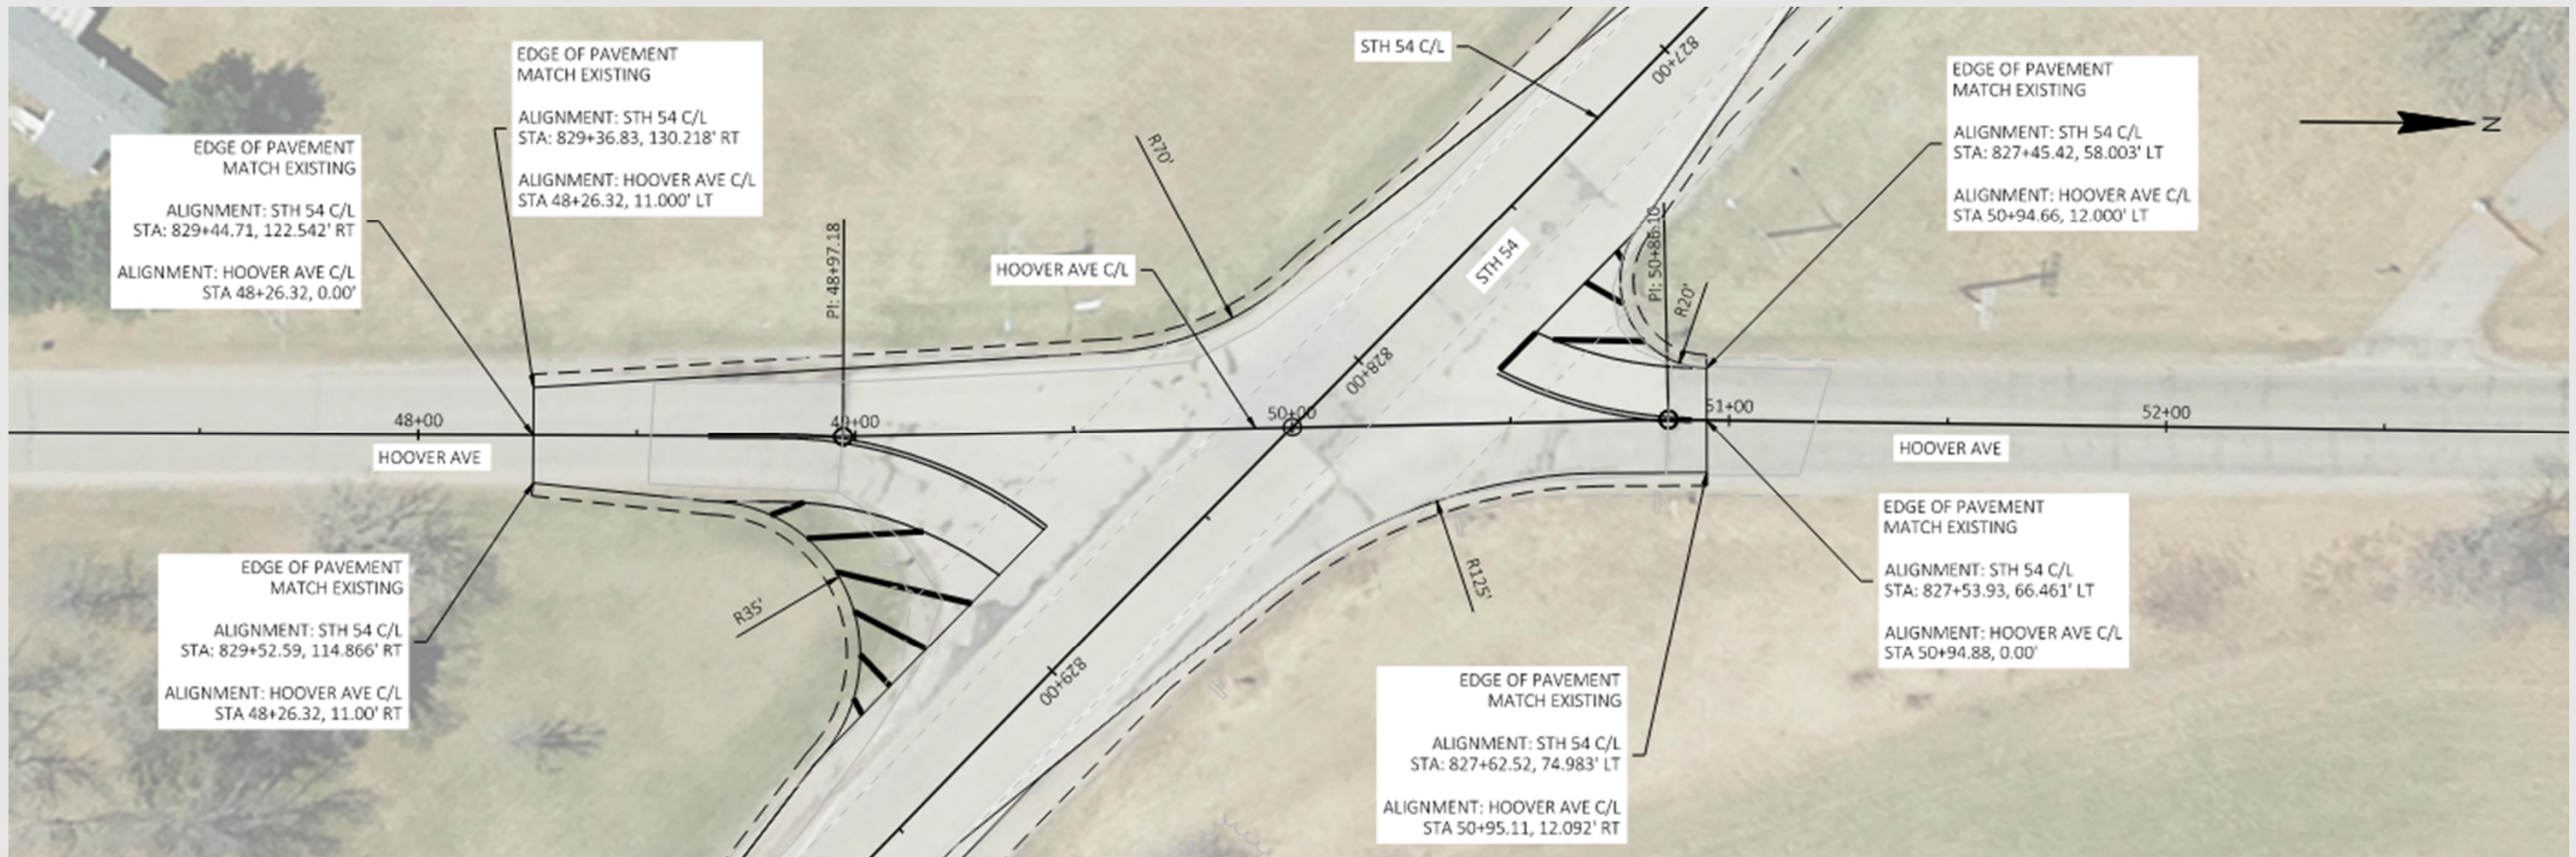 EDGE OF PAVEMENT
MATCH EXISTING
ALIGNMENT: STH 54 C/L
STA: 829+36.83, 130.218' RT
ALIGNMENT: HOOVER AVE C/L
STA 48+26.32, 11.000' LT
STH 54 C/L
827+00
EDGE OF PAVEMENT
MATCH EXISTING
ALIGNMENT: STH 54 C/L
STA: 827+45.42, 58.003' LT
ALIGNMENT: HOOVER AVE C/L
STA 50+94.66, 12.000' LT
N
EDGE OF PAVEMENT
MATCH EXISTING
ALIGNMENT: STH 54 C/L
STA: 829+44.71, 122.542' RT
ALIGNMENT: HOOVER AVE C/L
STA 48+26.32, 0.00'
R70'
PI: 48+97.18
HOOVER AVE C/L
STH 54
PI: 50+86.10
R20'
828+00
48+00
49+00
50+00
51+00
52+00
HOOVER AVE
HOOVER AVE
EDGE OF PAVEMENT
MATCH EXISTING
ALIGNMENT: STH 54 C/L
STA: 829+52.59, 114.866' RT
ALIGNMENT: HOOVER AVE C/L
STA 48+26.32, 11.00' RT
R35'
829+00
R125'
EDGE OF PAVEMENT
MATCH EXISTING
ALIGNMENT: STH 54 C/L
STA: 827+53.93, 66.461' LT
ALIGNMENT: HOOVER AVE C/L
STA 50+94.88, 0.00'
EDGE OF PAVEMENT
MATCH EXISTING
ALIGNMENT: STH 54 C/L
STA: 827+62.52, 74.983' LT
ALIGNMENT: HOOVER AVE C/L
STA 50+95.11, 12.092' RT